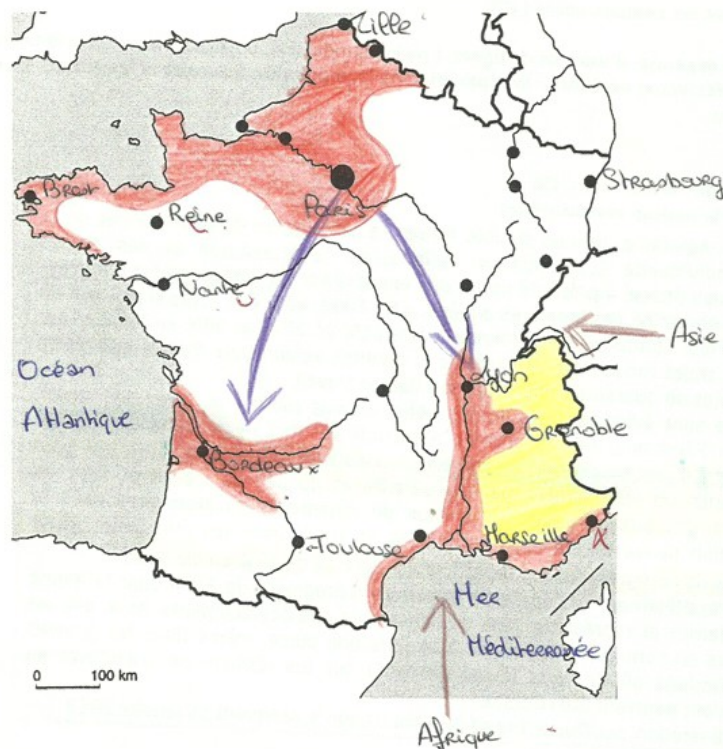 Lille
Strasbourg
Brest
Paris
Reine
Nante
Asie
Océan
Atlantique
Lyon
Grenoble
Bordeaux
Toulouse
Marseille
X
Mer
Méditerranée
0 100 km
Afrique